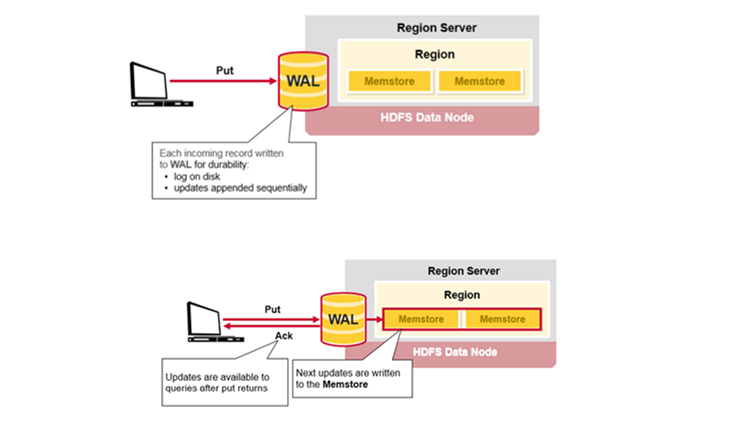 Region Server
Region
Put
WAL
Memstore
Memstore
HDFS Data Node
Each incoming record written
to WAL for durability:
• log on disk
• updates appended sequentially
Region Server
Region
Put
WAL
Memstore
Memstore
Ack
HDFS Data Node
Updates are available to
queries after put returns
Next updates are written
to the Memstore